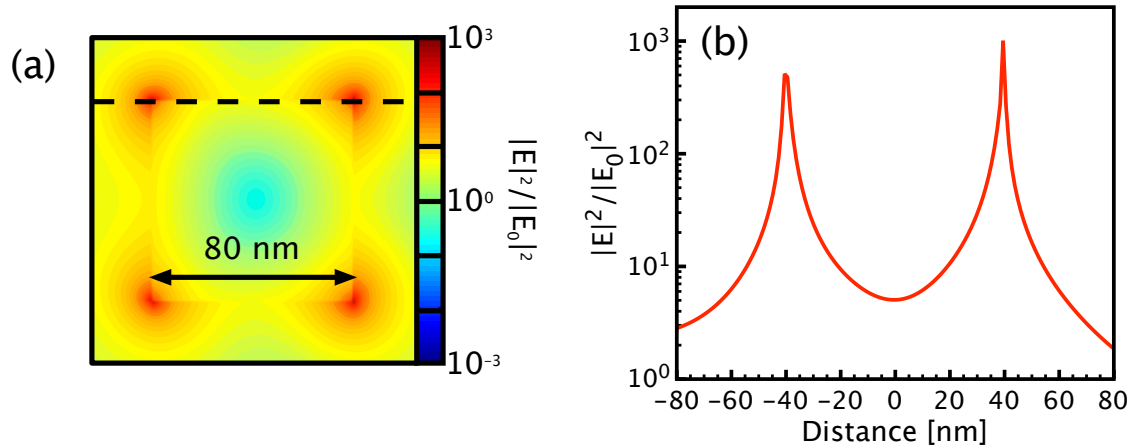 (a)
80 nm
10³
10⁰
10⁻³
|E|²/|E₀|²
(b)
|E|²/|E₀|²
10³
10²
10¹
10⁰
−80 −60 −40 −20 0 20 40 60 80
Distance [nm]